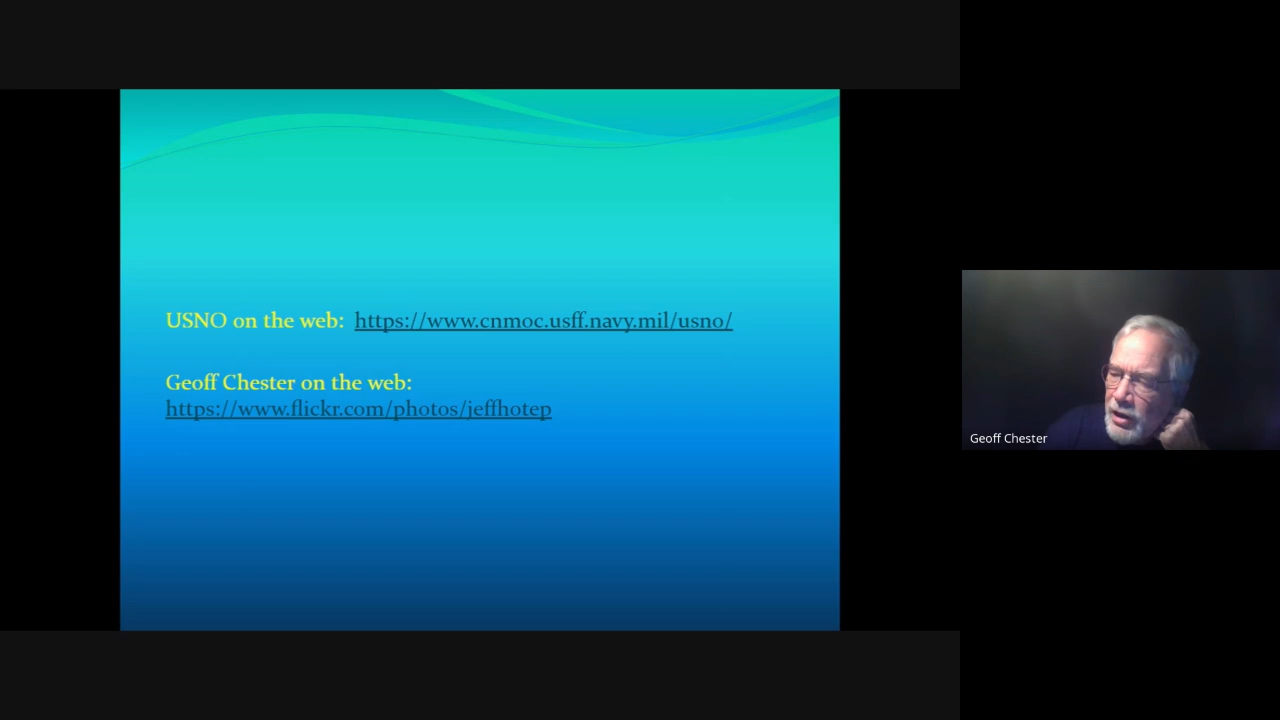 USNO on the web: https://www.cnmoc.usff.navy.mil/usno/
Geoff Chester on the web:
https://www.flickr.com/photos/jeffhotep
Geoff Chester